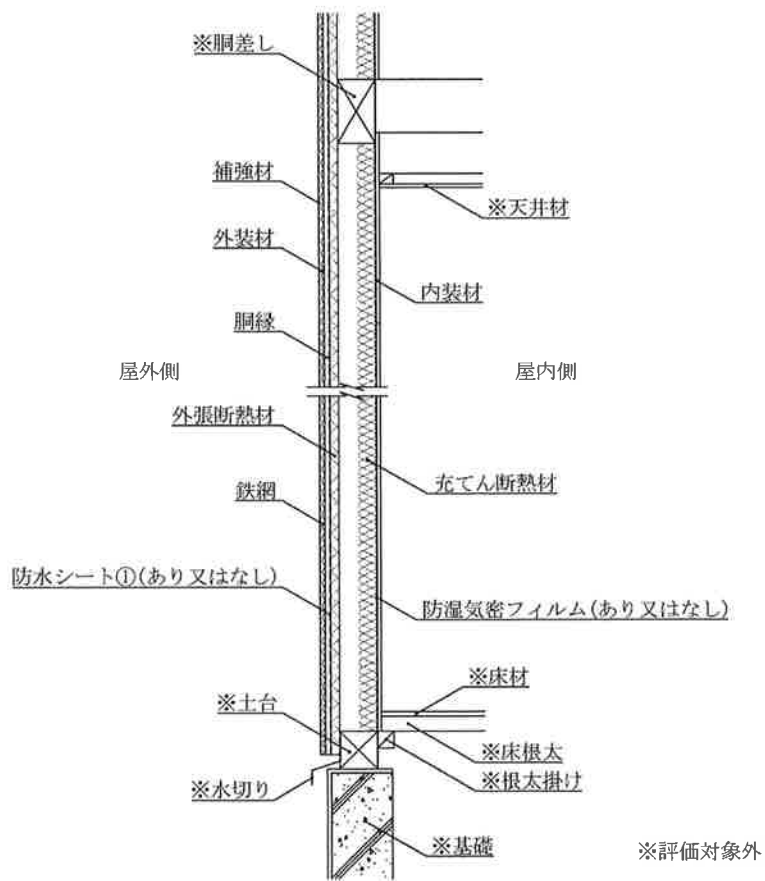 ※胴差し
補強材
※天井材
外装材
内装材
胴縁
屋外側
屋内側
外張断熱材
充てん断熱材
鉄網
防水シート①(あり又はなし)
防湿気密フィルム(あり又はなし)
※床材
※土台
※床根太
※根太掛け
※水切り
※基礎
※評価対象外